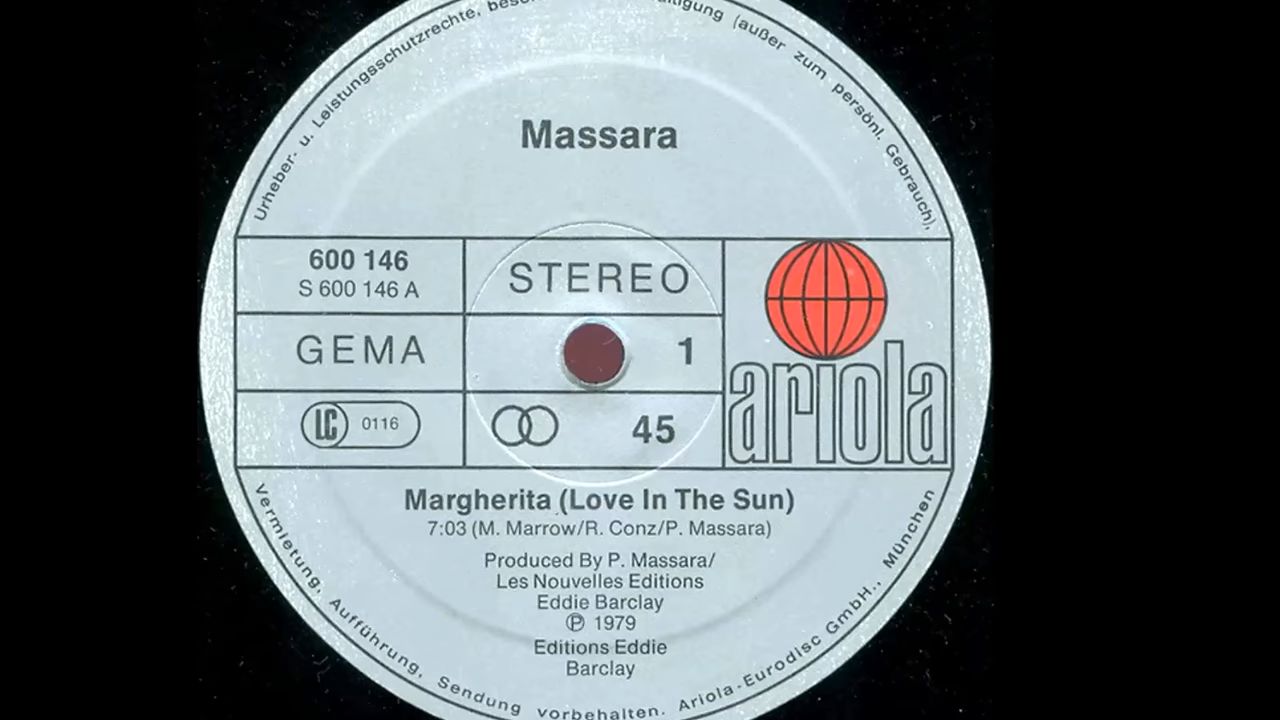 Urheber- u. Leistungsschutzrechte,
(außer zum persönl. Gebrauch),
Massara
600 146
S 600 146 A
STEREO
GEMA
1
LC 0116
45
ariola
Margherita (Love In The Sun)
7:03 (M. Marrow/R. Conz/P. Massara)
Produced By P. Massara/
Les Nouvelles Editions
Eddie Barclay
℗ 1979
Editions Eddie
Barclay
Vermietung, Aufführung, Sendung vorbehalten. Ariola-Eurodisc GmbH., München